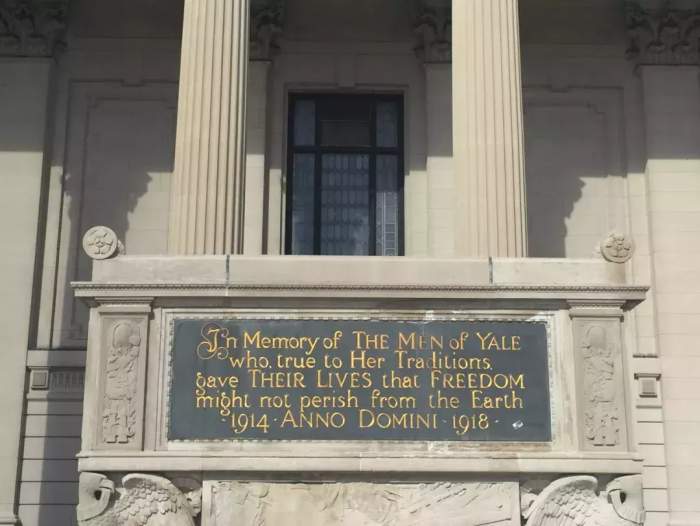 In Memory of THE MEN of YALE
who, true to Her Traditions,
gave THEIR LIVES that FREEDOM
might not perish from the Earth
·1914·ANNO DOMINI·1918·